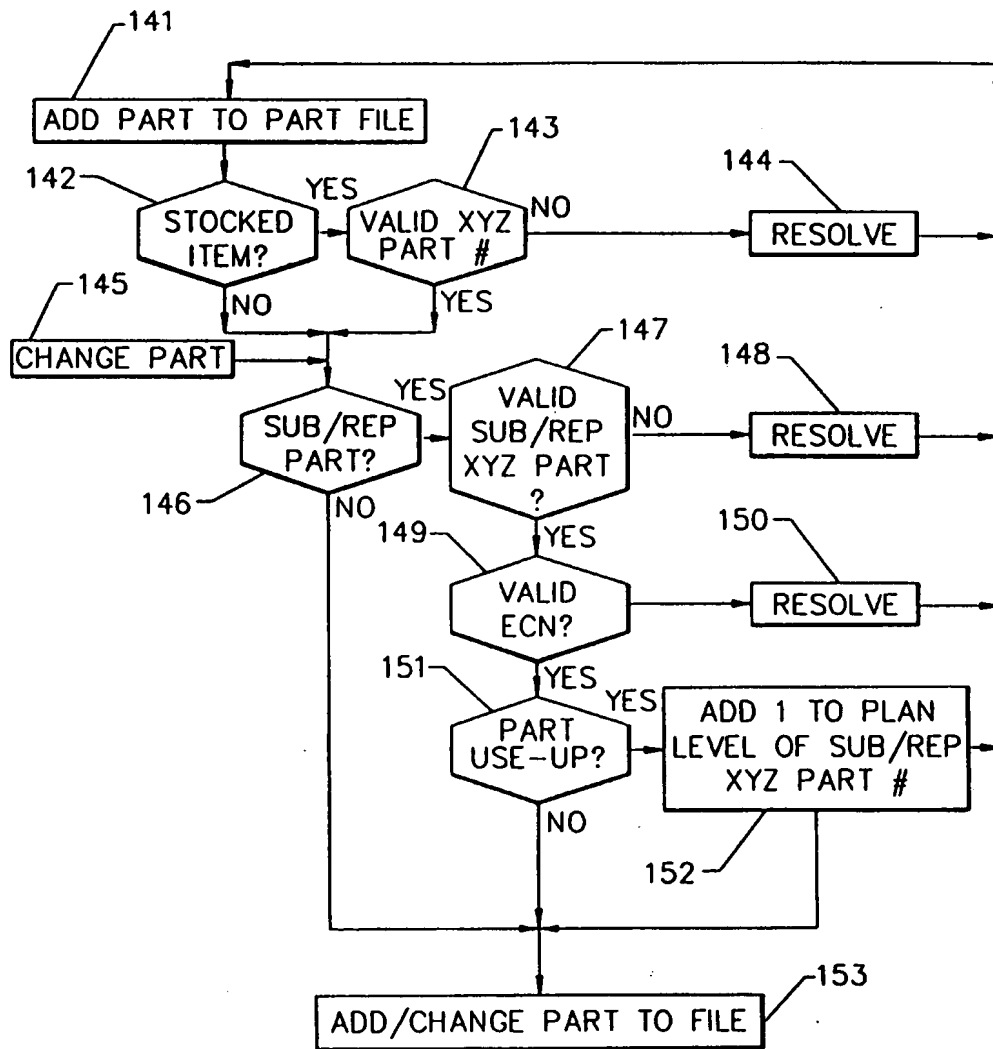 141
ADD PART TO PART FILE
142
143
144
STOCKED
ITEM?
YES
VALID XYZ
PART #
NO
RESOLVE
145
NO
YES
CHANGE PART
147
148
SUB/REP
PART?
YES
VALID
SUB/REP
XYZ PART
?
NO
RESOLVE
146
NO
YES
149
150
VALID
ECN?
RESOLVE
151
YES
PART
USE-UP?
YES
ADD 1 TO PLAN
LEVEL OF SUB/REP
XYZ PART #
NO
152
153
ADD/CHANGE PART TO FILE